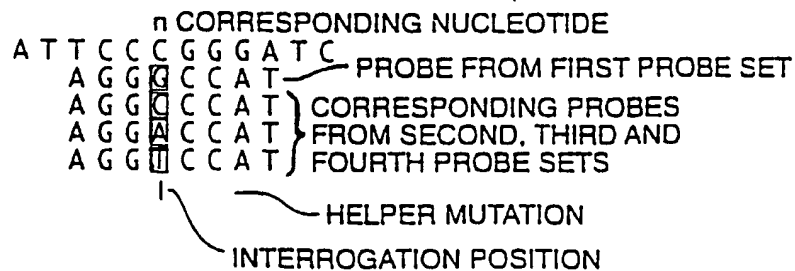 n CORRESPONDING NUCLEOTIDE
A T T C C C G G G A T C
A G G G C C A T PROBE FROM FIRST PROBE SET
A G G C C C A T CORRESPONDING PROBES
A G G A C C A T FROM SECOND, THIRD AND
A G G T C C A T FOURTH PROBE SETS
I
HELPER MUTATION
INTERROGATION POSITION